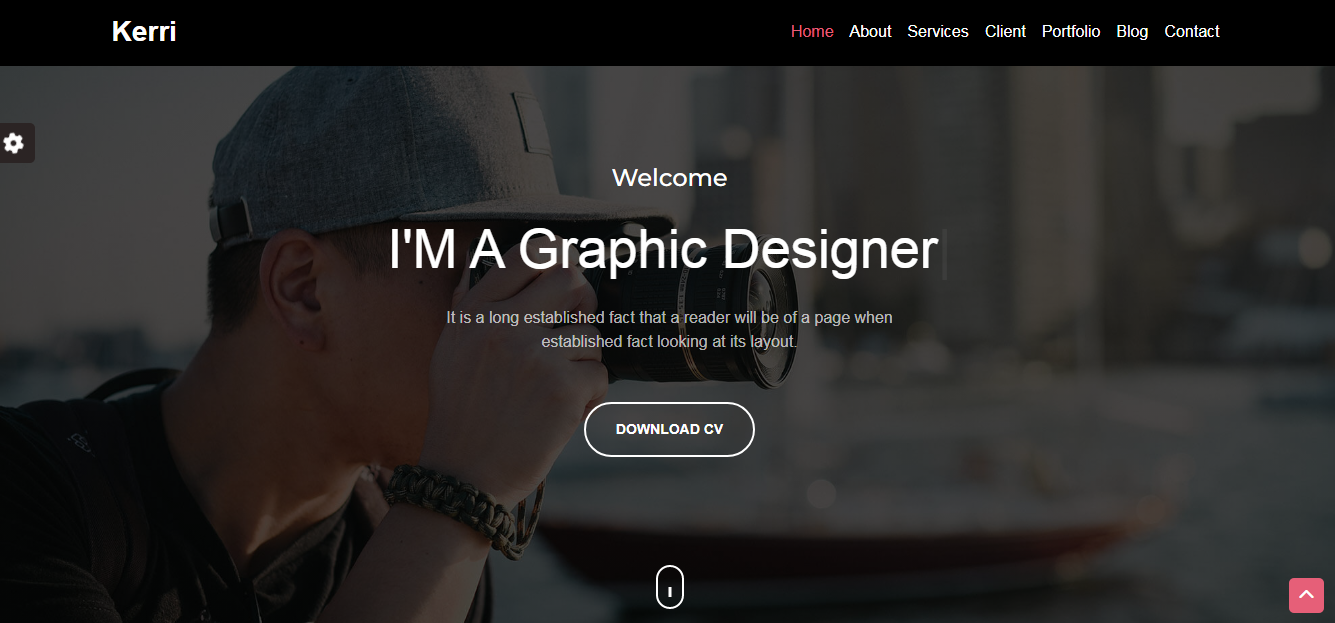 Kerri
Home About Services Client Portfolio Blog Contact
Welcome
I'M A Graphic Designer
It is a long established fact that a reader will be of a page when
established fact looking at its layout.
DOWNLOAD CV